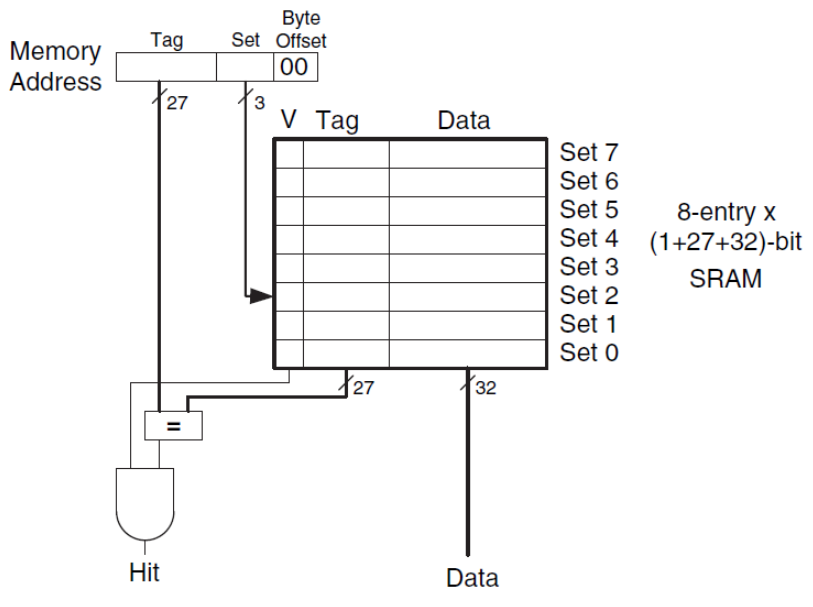 Byte
Tag Set Offset
Memory
Address
00
27 3
V Tag Data
Set 7
Set 6
Set 5
Set 4
Set 3
Set 2
Set 1
Set 0
8-entry x
(1+27+32)-bit
SRAM
27 32
=
Hit
Data